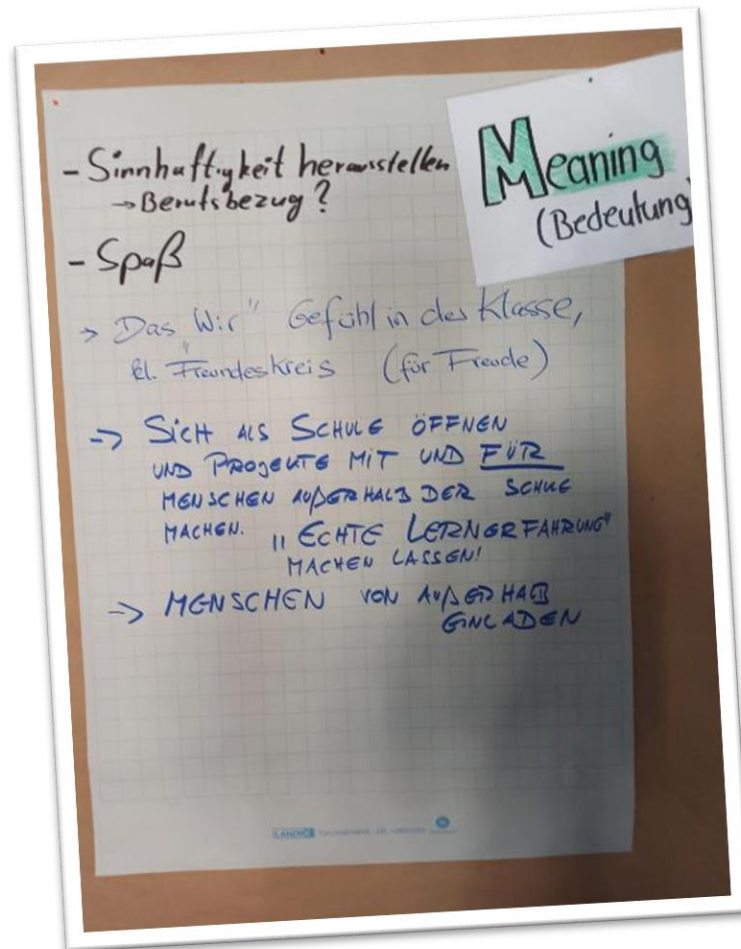 Meaning
(Bedeutung)
- Sinnhaftigkeit herausstellen
→ Berufsbezug?
- Spaß
→ Das „Wir" Gefühl in des Klasse,
kl. Freundeskreis (für Freude)
→ SICH ALS SCHULE ÖFFNEN
UND PROJEKTE MIT UND FÜR
MENSCHEN AUßERHALB DER SCHULE
MACHEN. „ECHTE LERNERFAHRUNG"
MACHEN LASSEN!
→ MENSCHEN VON AUßERHALB
EINLADEN